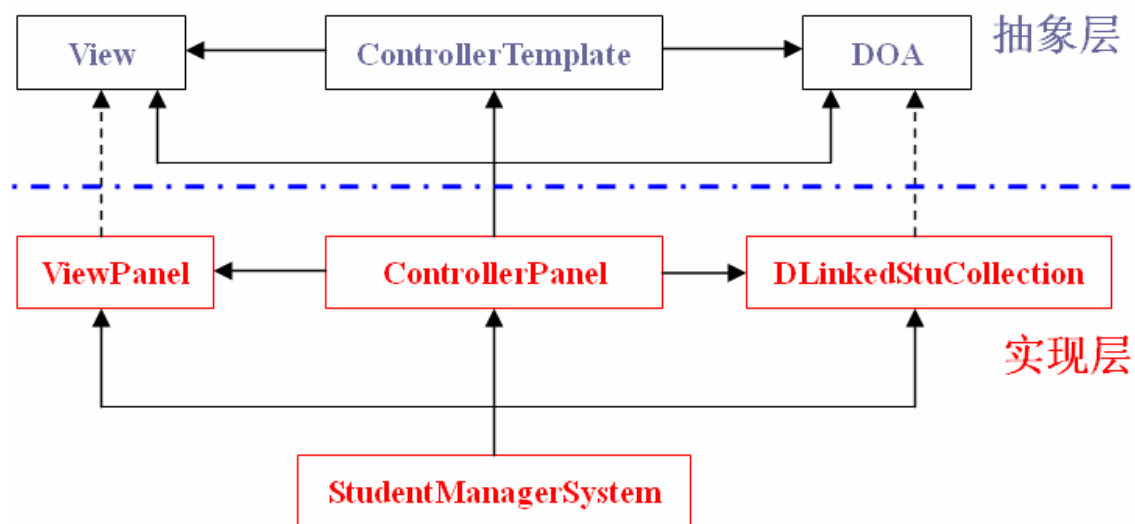 View
ControllerTemplate
DOA
抽象层
ViewPanel
ControllerPanel
DLinkedStuCollection
实现层
StudentManagerSystem